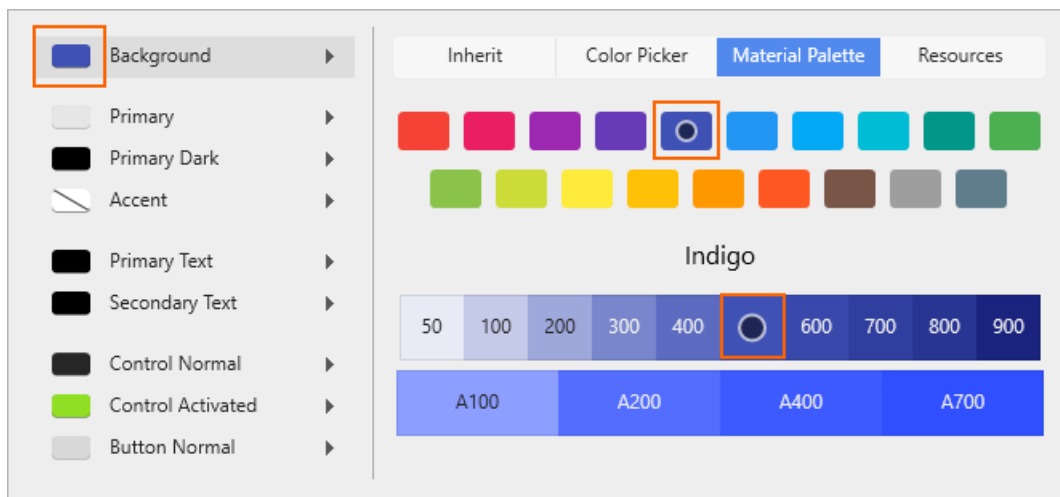 Background
Primary
Primary Dark
Accent
Primary Text
Secondary Text
Control Normal
Control Activated
Button Normal
Inherit Color Picker Material Palette Resources
Indigo
50 100 200 300 400 600 700 800 900
A100 A200 A400 A700